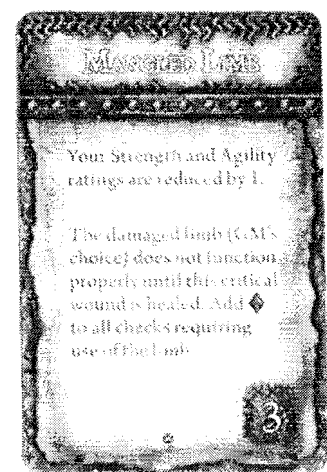 MANGLED LIMB
Your Strength and Agility
ratings are reduced by 1.
The damaged limb (GM's
choice) does not function
properly until this critical
wound is healed. Add ◆
to all checks requiring
use of the limb.
3